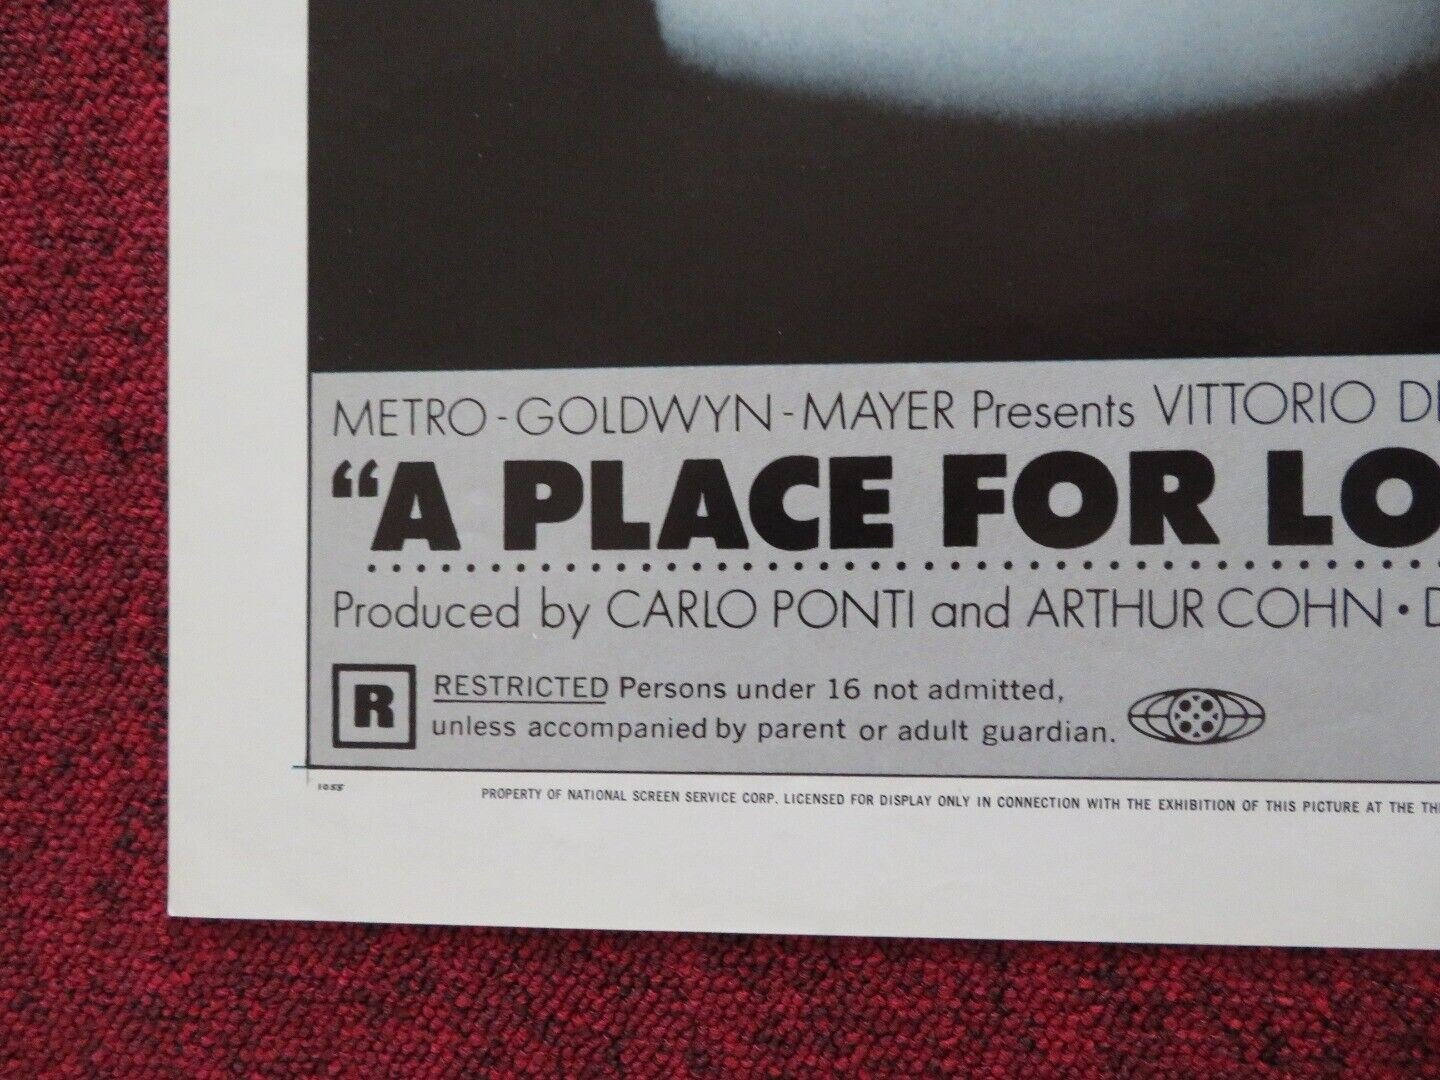 METRO-GOLDWYN-MAYER Presents VITTORIO D
“A PLACE FOR LO
Produced by CARLO PONTI and ARTHUR COHN • D
R
RESTRICTED Persons under 16 not admitted,
unless accompanied by parent or adult guardian.
1055
PROPERTY OF NATIONAL SCREEN SERVICE CORP. LICENSED FOR DISPLAY ONLY IN CONNECTION WITH THE EXHIBITION OF THIS PICTURE AT THE TH